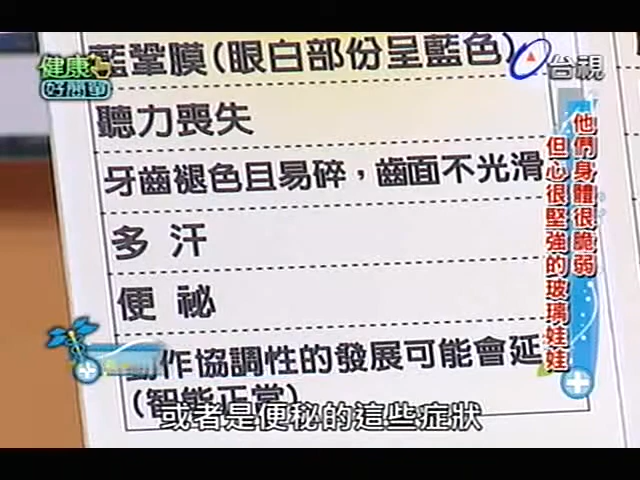 健康
好簡單
台視
藍鞏膜(眼白部份呈藍色)
聽力喪失
牙齒褪色且易碎，齒面不光滑
多 汗
便 祕
動作協調性的發展可能會延
(智能正常)
他們身體很脆弱
但心很堅強的玻璃娃娃
或者是便秘的這些症狀